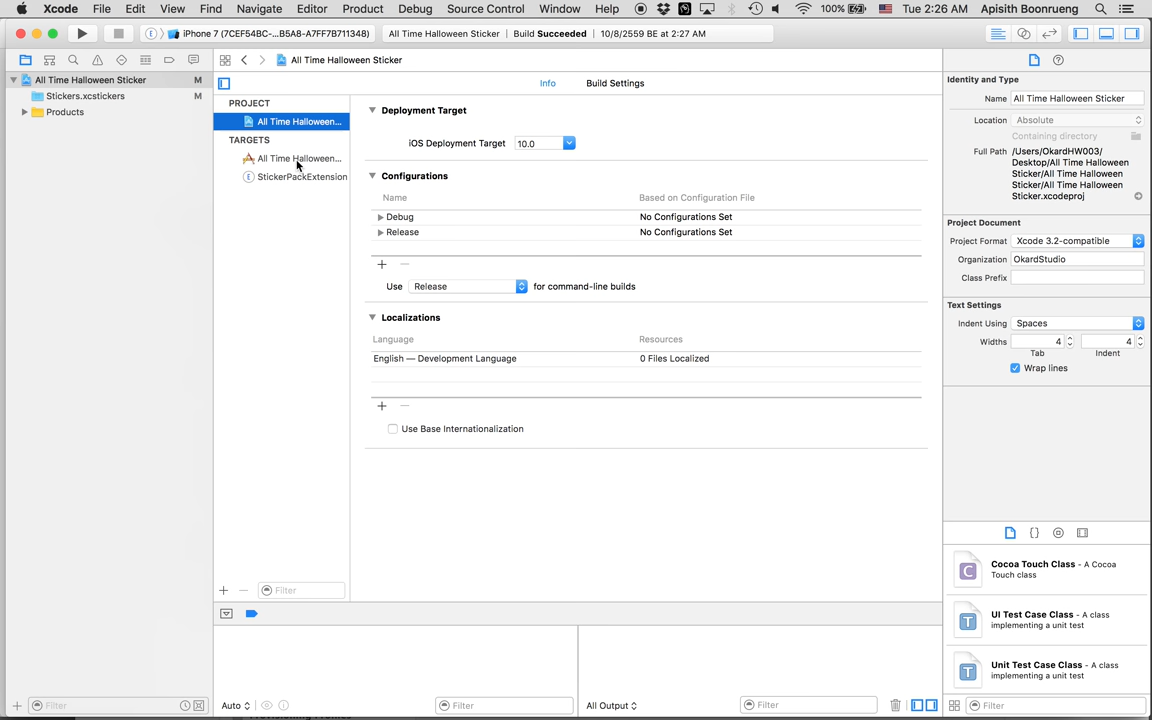 Xcode File Edit View Find Navigate Editor Product Debug Source Control Window Help 100% Tue 2:26 AM Apisith Boonrueng
iPhone 7 (7CEF54BC-...B5A8-A7FF7B711348) All Time Halloween Sticker | Build Succeeded | 10/8/2559 BE at 2:27 AM
All Time Halloween Sticker
All Time Halloween Sticker M
Stickers.xcstickers M
Products
Info Build Settings
PROJECT
All Time Halloween...
TARGETS
All Time Halloween...
StickerPackExtension
Deployment Target
iOS Deployment Target 10.0
Configurations
Name Based on Configuration File
Debug No Configurations Set
Release No Configurations Set
Use Release for command-line builds
Localizations
Language Resources
English — Development Language 0 Files Localized
Use Base Internationalization
Filter
Identity and Type
Name All Time Halloween Sticker
Location Absolute
Containing directory
Full Path /Users/OkardHW003/
Desktop/All Time Halloween
Sticker/All Time Halloween
Sticker/All Time Halloween
Sticker.xcodeproj
Project Document
Project Format Xcode 3.2-compatible
Organization OkardStudio
Class Prefix
Text Settings
Indent Using Spaces
Widths 4 4
Tab Indent
Wrap lines
Cocoa Touch Class - A Cocoa
Touch class
UI Test Case Class - A class
implementing a unit test
Unit Test Case Class - A class
implementing a unit test
Filter Auto Filter All Output Filter Filter